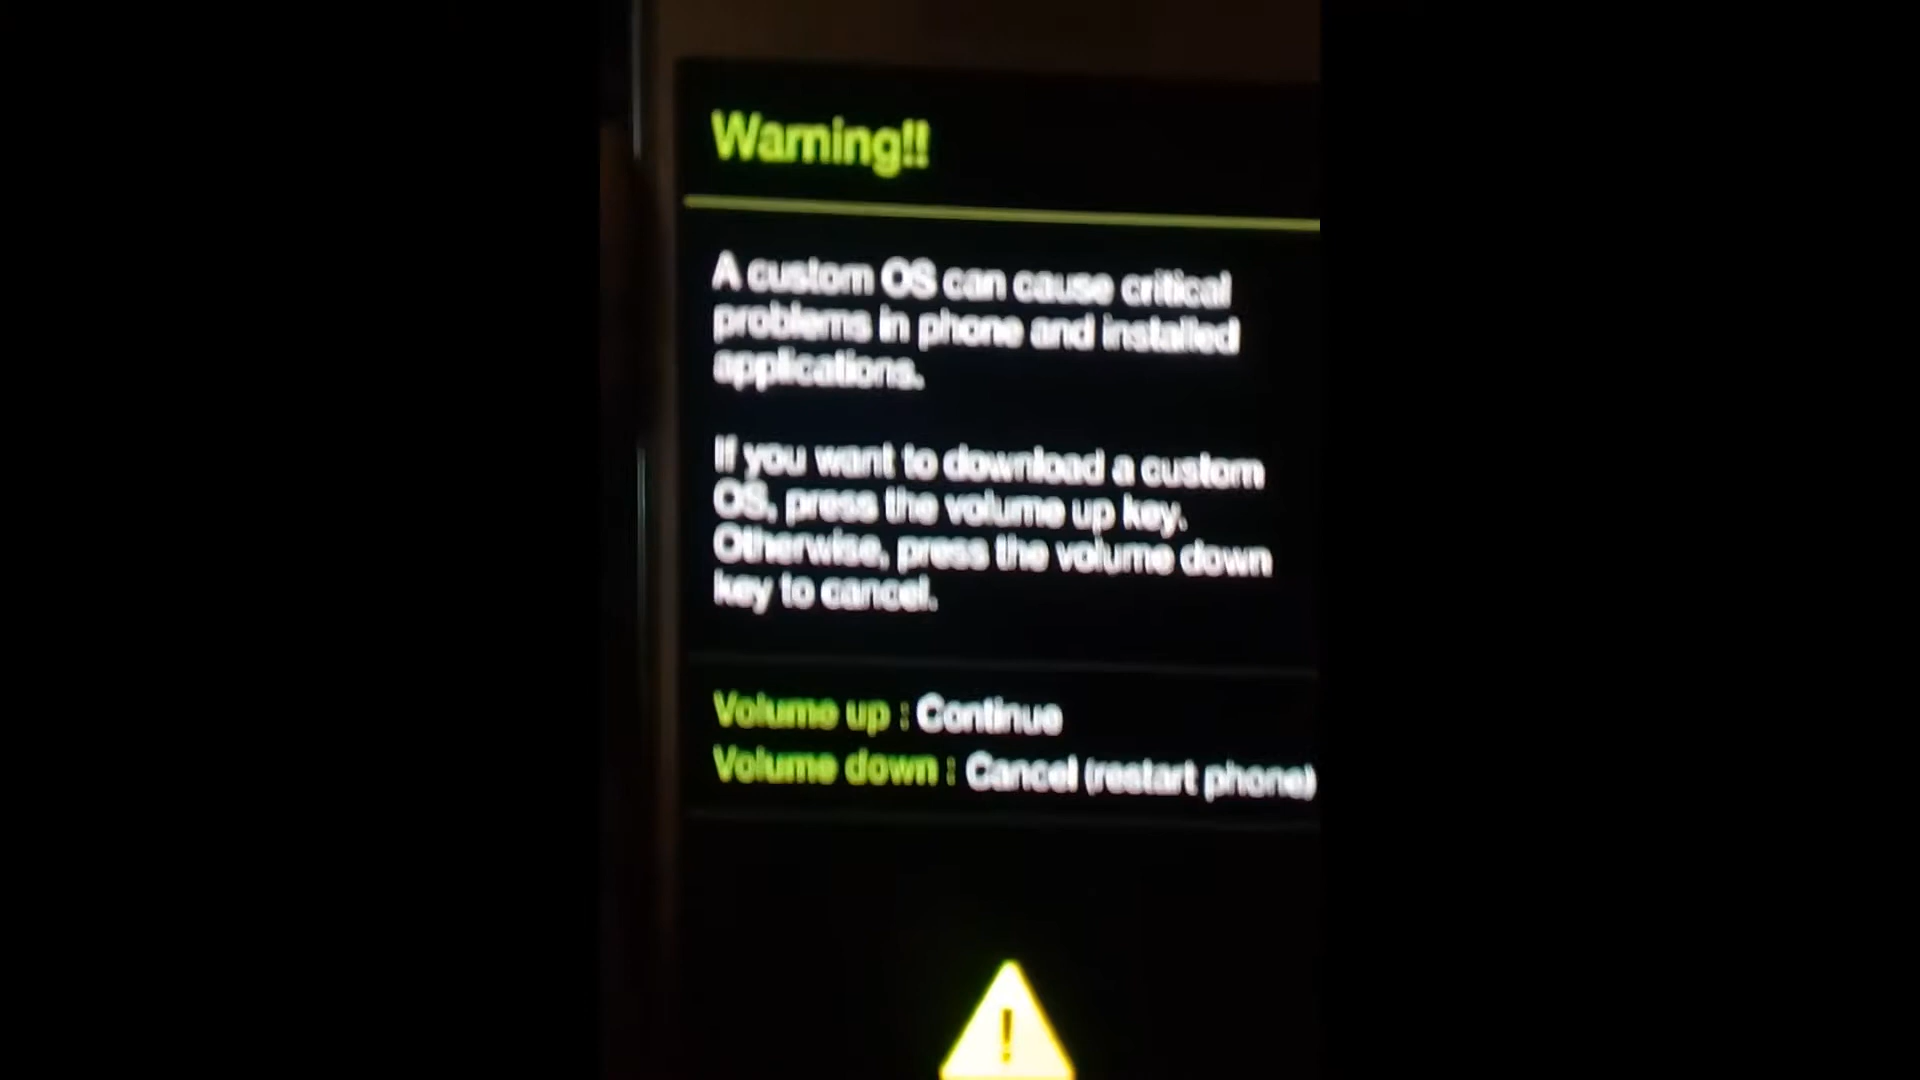 Warning!!
A custom OS can cause critical
problems in phone and installed
applications.
If you want to download a custom
OS, press the volume up key.
Otherwise, press the volume down
key to cancel.
Volume up : Continue
Volume down : Cancel (restart phone)
!